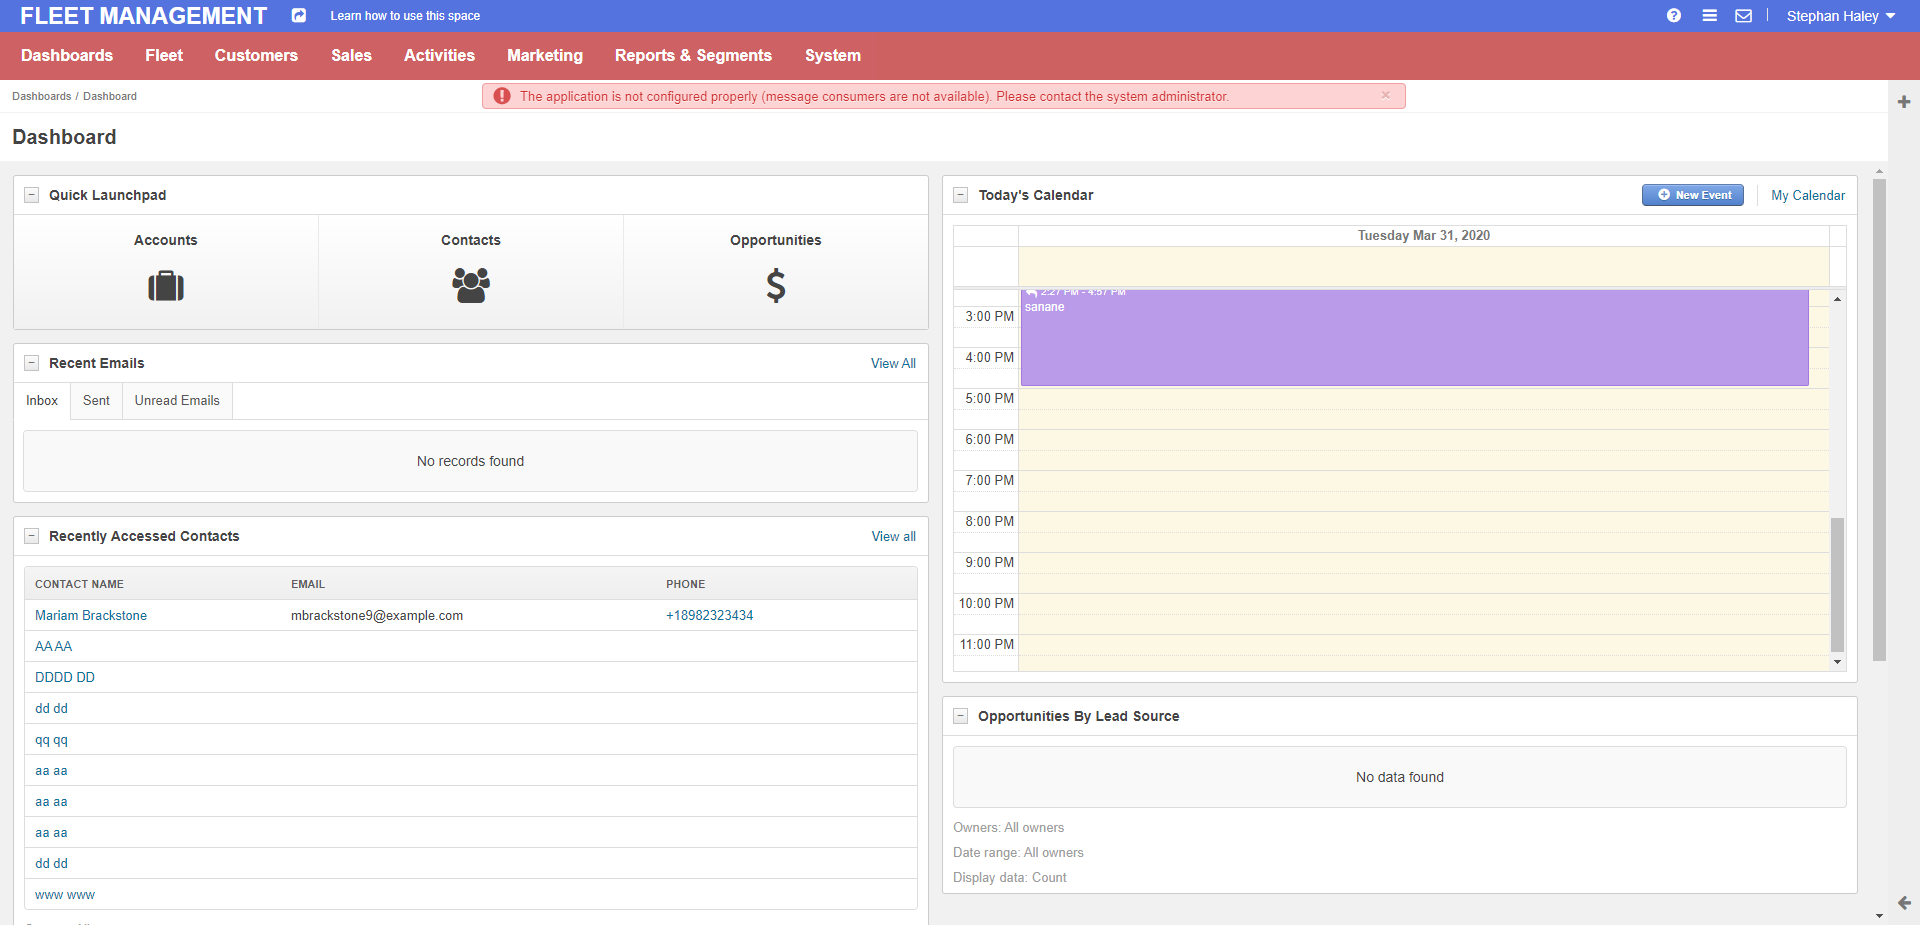 FLEET MANAGEMENT
Learn how to use this space
Stephan Haley
Dashboards Fleet Customers Sales Activities Marketing Reports & Segments System
Dashboards / Dashboard
The application is not configured properly (message consumers are not available). Please contact the system administrator.
Dashboard
Quick Launchpad
Accounts Contacts Opportunities
Recent Emails View All
Inbox Sent Unread Emails
No records found
Recently Accessed Contacts View all
CONTACT NAME EMAIL PHONE
Mariam Brackstone mbrackstone9@example.com +18982323434
AA AA
DDDD DD
dd dd
qq qq
aa aa
aa aa
aa aa
dd dd
www www
Today's Calendar New Event My Calendar
Tuesday Mar 31, 2020
2:27 PM - 4:57 PM
sanane
3:00 PM
4:00 PM
5:00 PM
6:00 PM
7:00 PM
8:00 PM
9:00 PM
10:00 PM
11:00 PM
Opportunities By Lead Source
No data found
Owners: All owners
Date range: All owners
Display data: Count